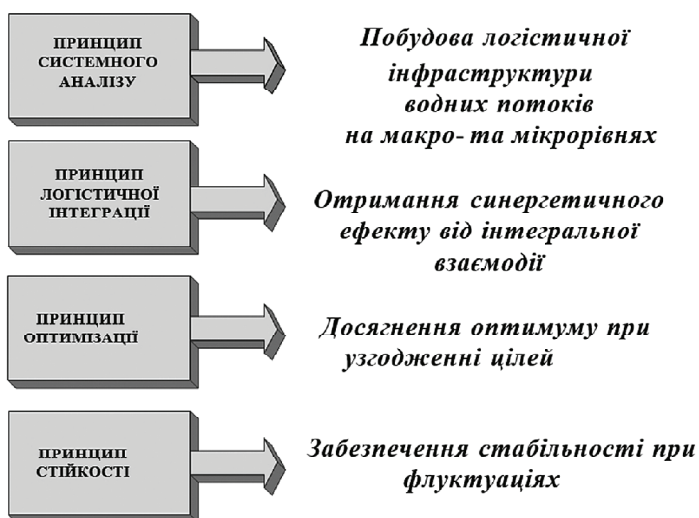 ПРИНЦИП
СИСТЕМНОГО
АНАЛІЗУ
Побудова логістичної
інфраструктури
водних потоків
на макро- та мікрорівнях
ПРИНЦИП
ЛОГІСТИЧНОЇ
ІНТЕГРАЦІЇ
Отримання синергетичного
ефекту від інтегральної
взаємодії
ПРИНЦИП
ОПТИМІЗАЦІЇ
Досягнення оптимуму при
узгодженні цілей
ПРИНЦИП
СТІЙКОСТІ
Забезпечення стабільності при
флуктуаціях